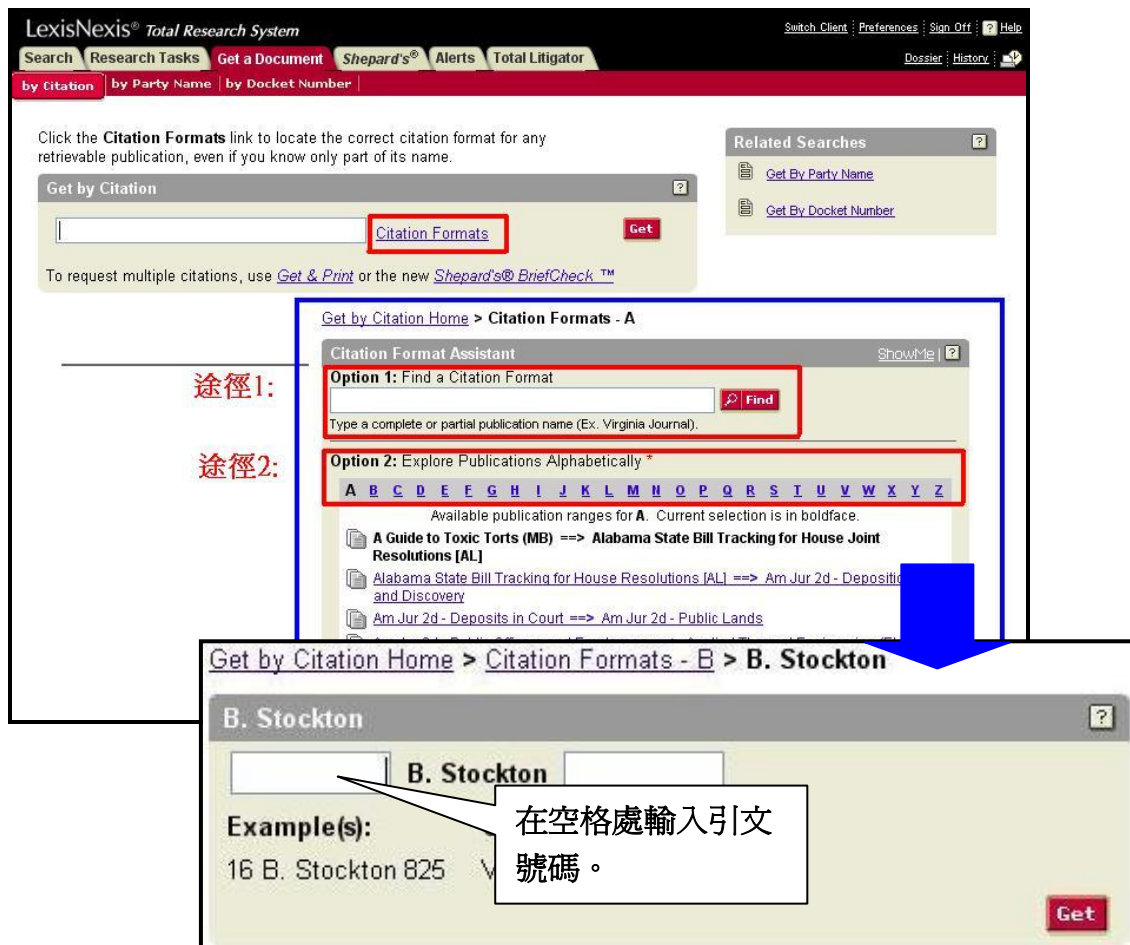 LexisNexis® Total Research System
Switch Client Preferences Sign Off ? Help
Search Research Tasks Get a Document Shepard's® Alerts Total Litigator
Dossier History
by Citation by Party Name by Docket Number
Click the Citation Formats link to locate the correct citation format for any
retrievable publication, even if you know only part of its name.
Get by Citation ?
Citation Formats Get
To request multiple citations, use Get & Print or the new Shepard's® BriefCheck ™
Related Searches ?
Get By Party Name
Get By Docket Number
Get by Citation Home > Citation Formats - A
Citation Format Assistant ShowMe | ?
途徑1:
Option 1: Find a Citation Format
Find
Type a complete or partial publication name (Ex. Virginia Journal).
途徑2:
Option 2: Explore Publications Alphabetically *
A B C D E F G H I J K L M N O P Q R S T U V W X Y Z
Available publication ranges for A. Current selection is in boldface.
A Guide to Toxic Torts (MB) ==> Alabama State Bill Tracking for House Joint
Resolutions [AL]
Alabama State Bill Tracking for House Resolutions [AL] ==> Am Jur 2d -
and Discovery
Am Jur 2d - Deposits in Court ==> Am Jur 2d - Public Lands
Get by Citation Home > Citation Formats - B > B. Stockton
B. Stockton ?
B. Stockton
Example(s):
16 B. Stockton 825
在空格處輸入引文
號碼。
Get